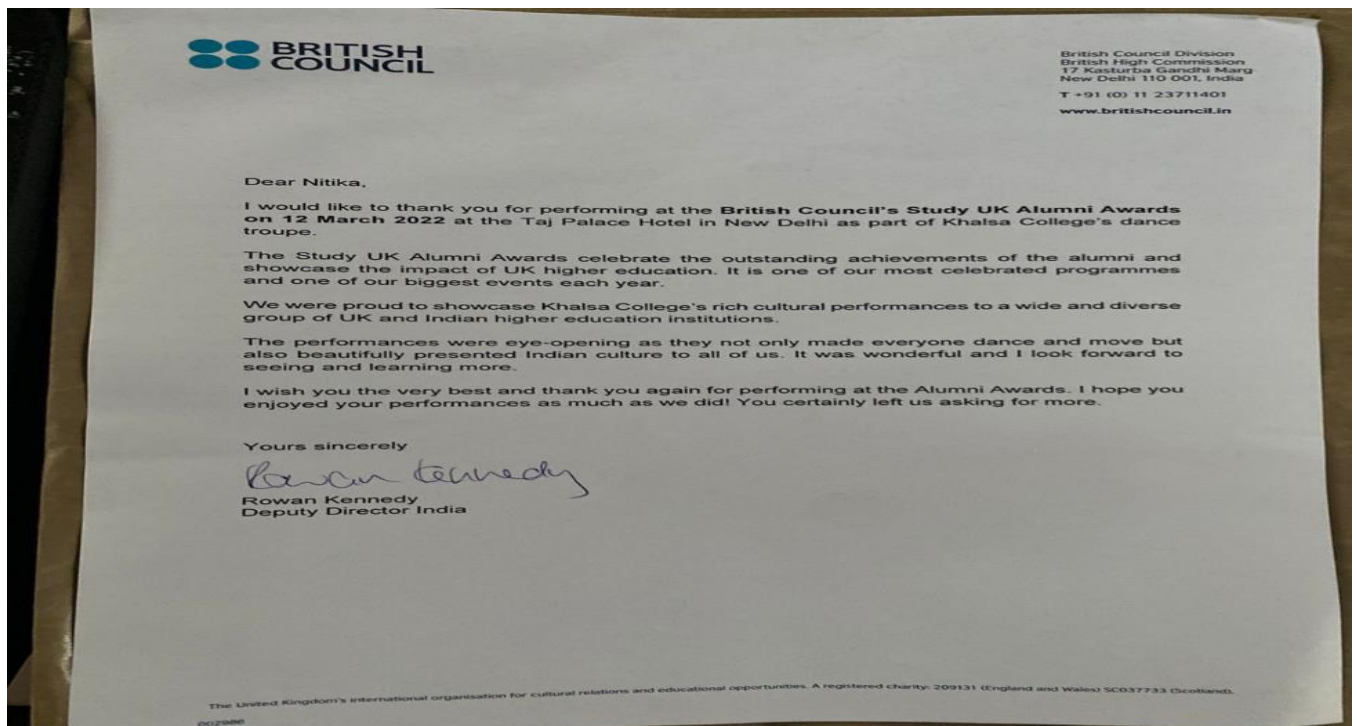 BRITISH
COUNCIL
British Council Division
British High Commission
17 Kasturba Gandhi Marg
New Delhi 110 001, India
T +91 (0) 11 23711401
www.britishcouncil.in
Dear Nitika,
I would like to thank you for performing at the British Council's Study UK Alumni Awards
on 12 March 2022 at the Taj Palace Hotel in New Delhi as part of Khalsa College's dance
troupe.
The Study UK Alumni Awards celebrate the outstanding achievements of the alumni and
showcase the impact of UK higher education. It is one of our most celebrated programmes
and one of our biggest events each year.
We were proud to showcase Khalsa College's rich cultural performances to a wide and diverse
group of UK and Indian higher education institutions.
The performances were eye-opening as they not only made everyone dance and move but
also beautifully presented Indian culture to all of us. It was wonderful and I look forward to
seeing and learning more.
I wish you the very best and thank you again for performing at the Alumni Awards. I hope you
enjoyed your performances as much as we did! You certainly left us asking for more.
Yours sincerely
Rowan Kennedy
Rowan Kennedy
Deputy Director India
The United Kingdom's international organisation for cultural relations and educational opportunities. A registered charity: 209131 (England and Wales) SC037733 (Scotland).
002986